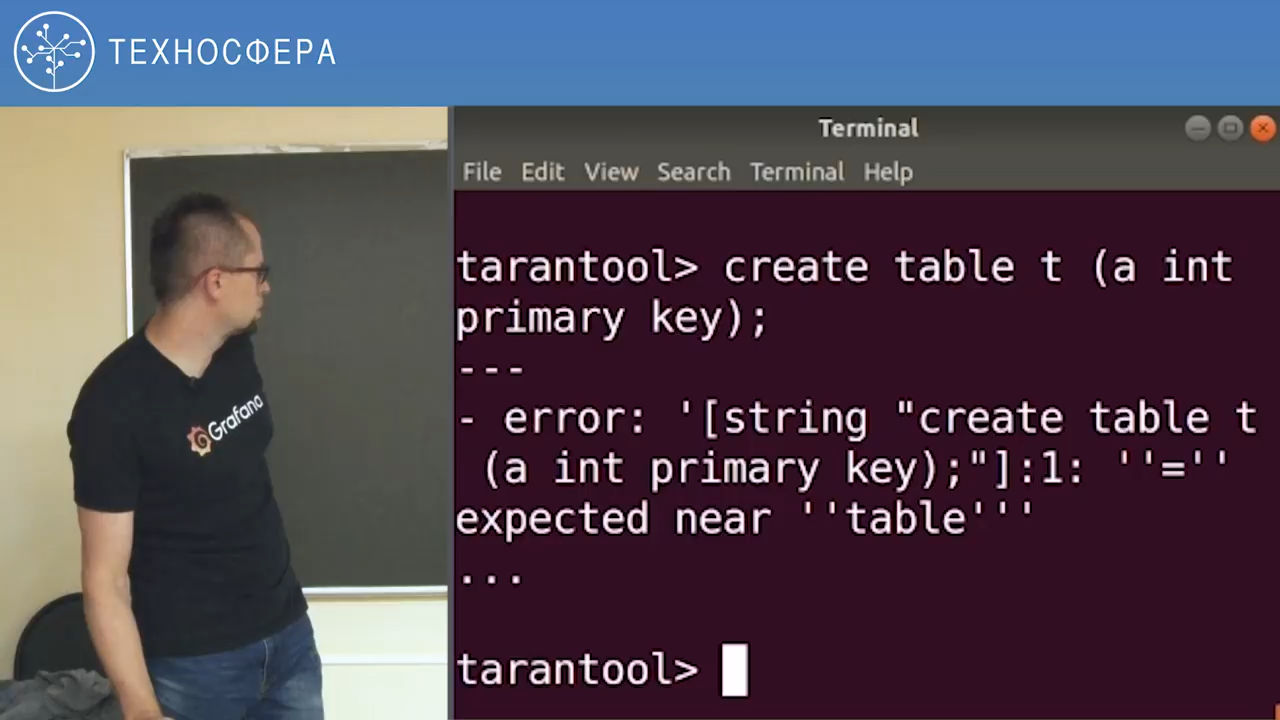 ТЕХНОСФЕРА
Terminal
File Edit View Search Terminal Help
tarantool> create table t (a int
primary key);
---
- error: '[string "create table t
(a int primary key);"]:1: ''=''
expected near ''table'''
...
tarantool>
Grafana